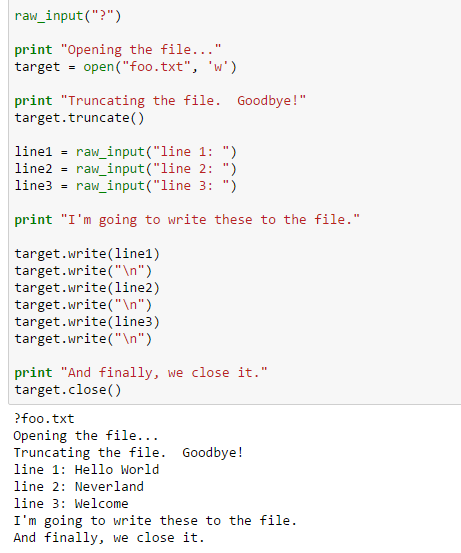 raw_input("?")
print "Opening the file..."
target = open("foo.txt", 'w')
print "Truncating the file.  Goodbye!"
target.truncate()
line1 = raw_input("line 1: ")
line2 = raw_input("line 2: ")
line3 = raw_input("line 3: ")
print "I'm going to write these to the file."
target.write(line1)
target.write("\n")
target.write(line2)
target.write("\n")
target.write(line3)
target.write("\n")
print "And finally, we close it."
target.close()
?foo.txt
Opening the file...
Truncating the file.  Goodbye!
line 1: Hello World
line 2: Neverland
line 3: Welcome
I'm going to write these to the file.
And finally, we close it.